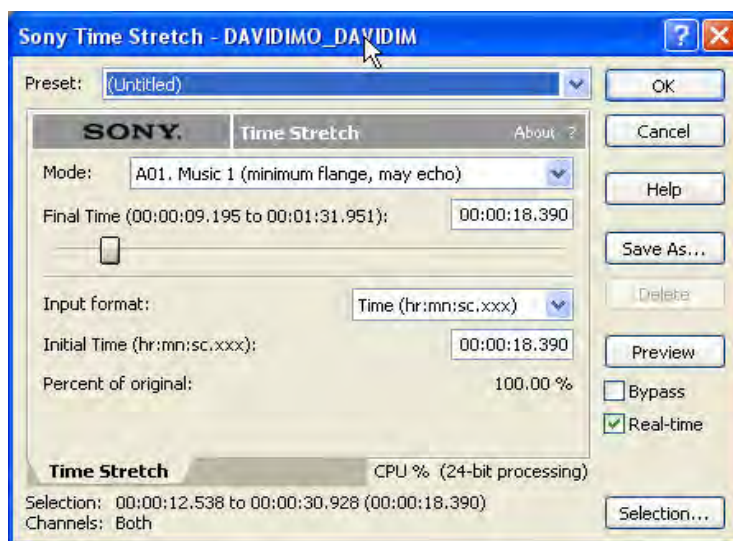 Sony Time Stretch - DAVIDIMO_DAVIDIM
Preset: (Untitled) OK
SONY. Time Stretch About ? Cancel
Mode: A01. Music 1 (minimum flange, may echo) Help
Final Time (00:00:09.195 to 00:01:31.951): 00:00:18.390
Save As...
Input format: Time (hr:mn:sc.xxx) Delete
Initial Time (hr:mn:sc.xxx): 00:00:18.390 Preview
Percent of original: 100.00 % Bypass
Real-time
Time Stretch CPU % (24-bit processing)
Selection: 00:00:12.538 to 00:00:30.928 (00:00:18.390) Selection...
Channels: Both